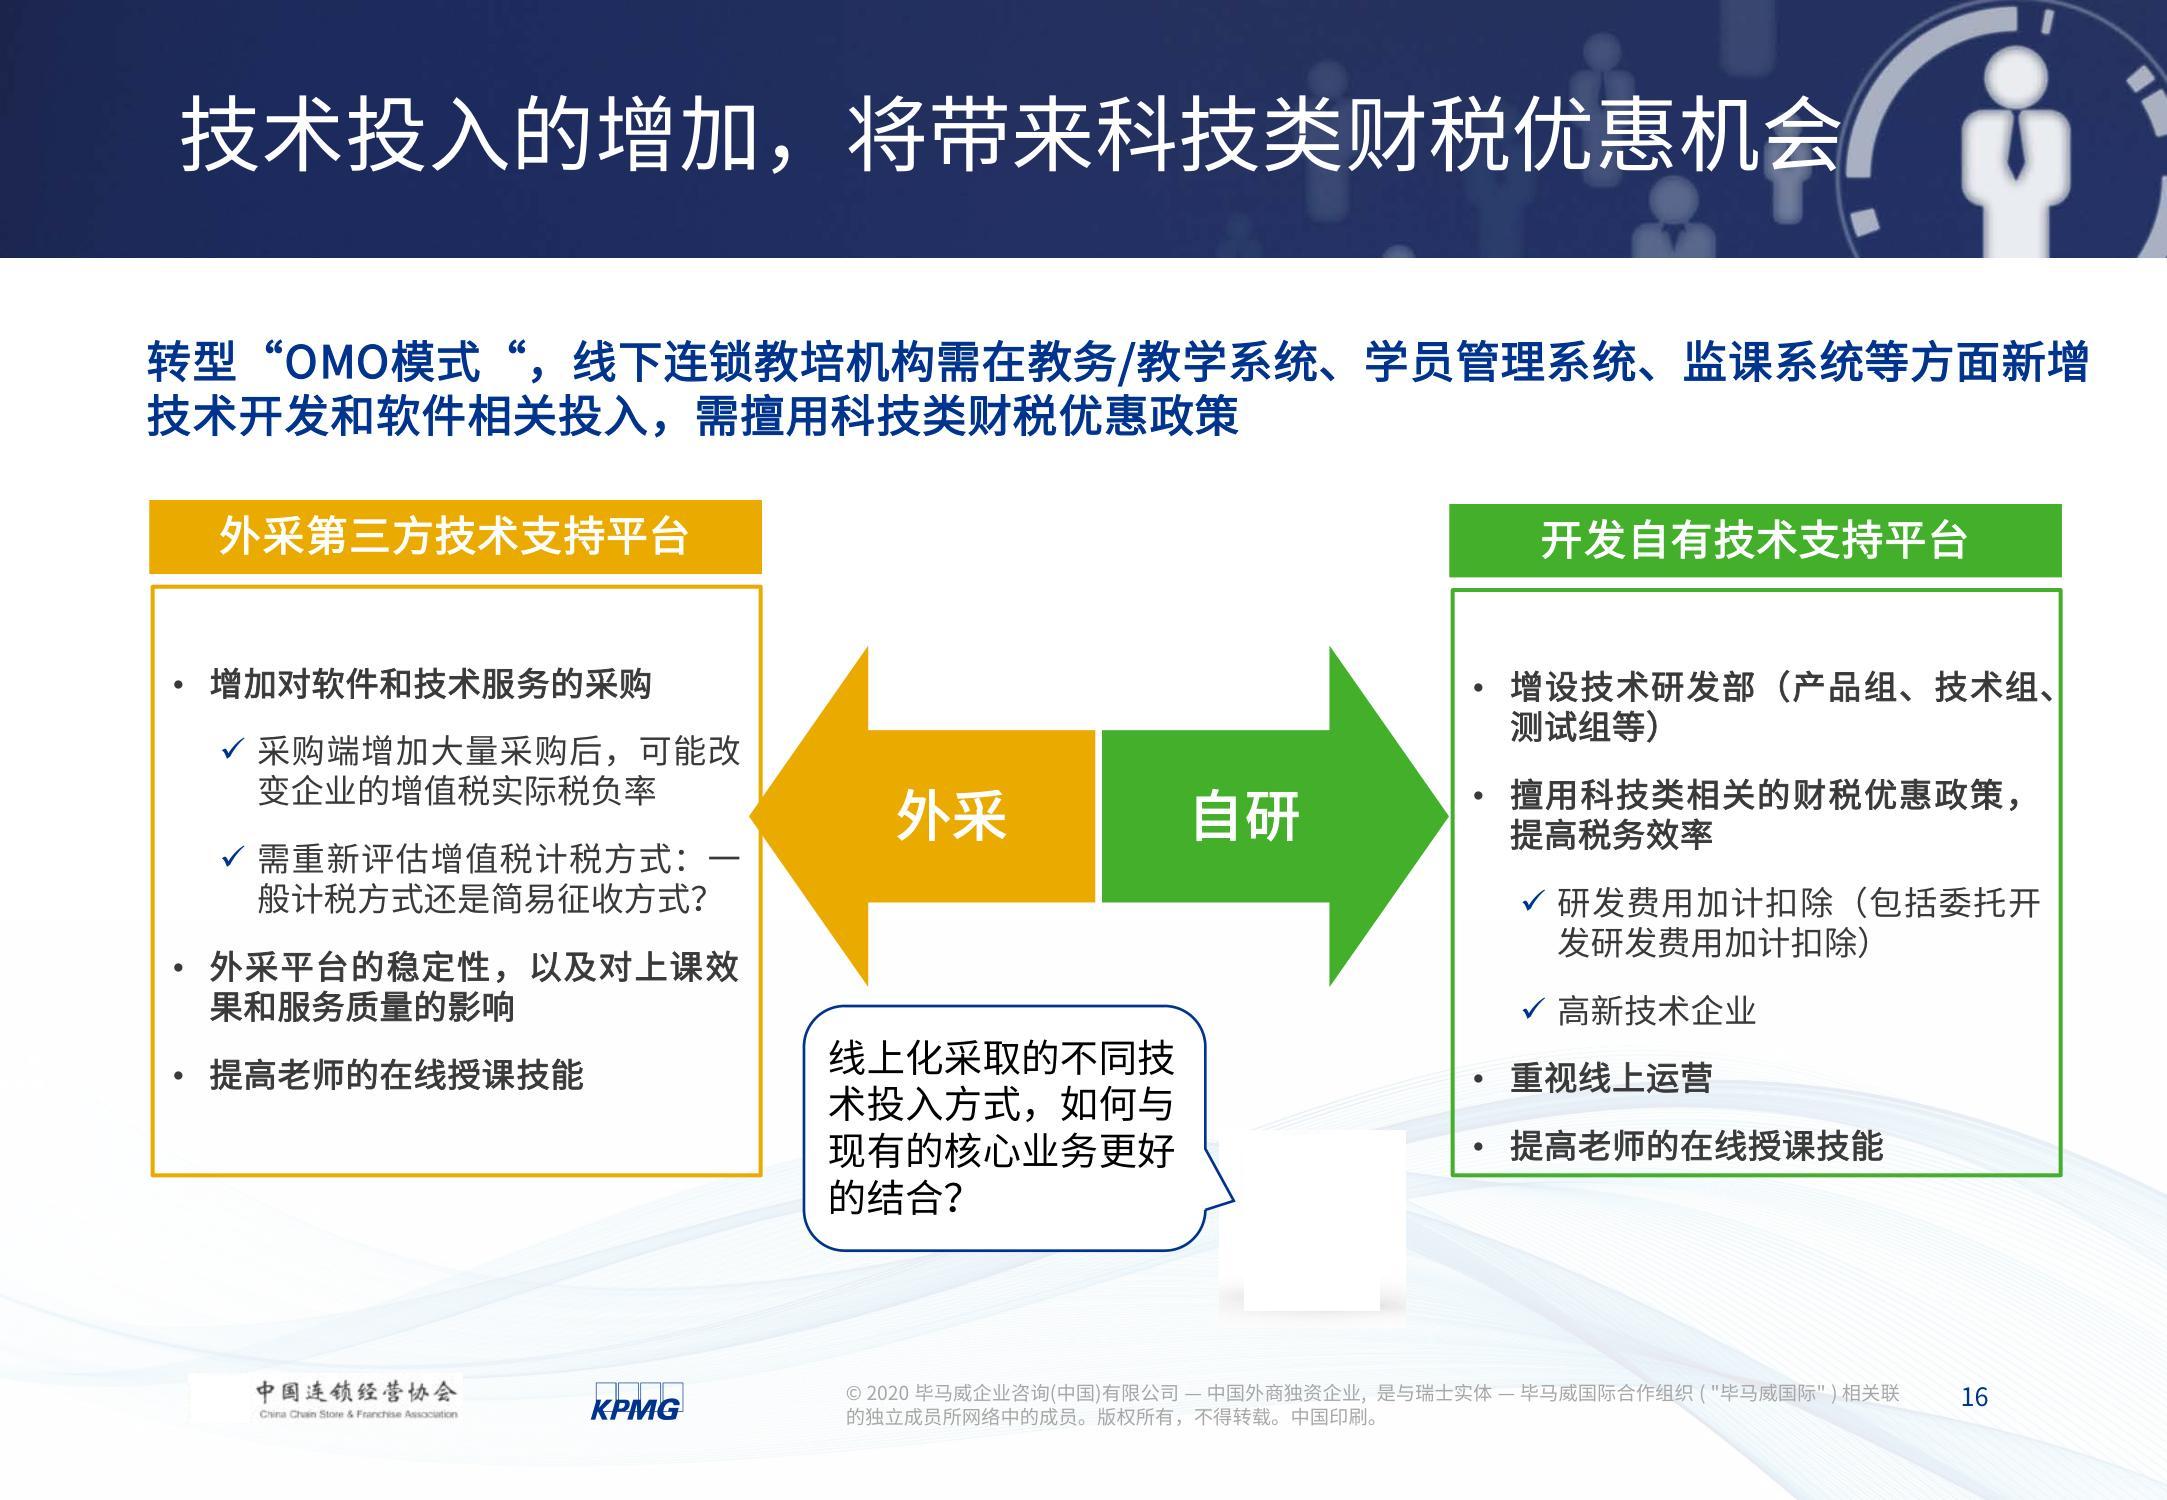 技术投入的增加，将带来科技类财税优惠机会
转型“OMO模式“，线下连锁教培机构需在教务/教学系统、学员管理系统、监课系统等方面新增
技术开发和软件相关投入，需擅用科技类财税优惠政策
外采第三方技术支持平台
• 增加对软件和技术服务的采购
✓ 采购端增加大量采购后，可能改
变企业的增值税实际税负率
✓ 需重新评估增值税计税方式：一
般计税方式还是简易征收方式？
• 外采平台的稳定性，以及对上课效
果和服务质量的影响
• 提高老师的在线授课技能
外采
自研
线上化采取的不同技
术投入方式，如何与
现有的核心业务更好
的结合？
开发自有技术支持平台
• 增设技术研发部（产品组、技术组、
测试组等）
• 擅用科技类相关的财税优惠政策，
提高税务效率
✓ 研发费用加计扣除（包括委托开
发研发费用加计扣除）
✓ 高新技术企业
• 重视线上运营
• 提高老师的在线授课技能
中国连锁经营协会
China Chain Store & Franchise Association
KPMG
© 2020 毕马威企业咨询(中国)有限公司 — 中国外商独资企业, 是与瑞士实体 — 毕马威国际合作组织 ( "毕马威国际" ) 相关联
的独立成员所网络中的成员。版权所有，不得转载。中国印刷。
16